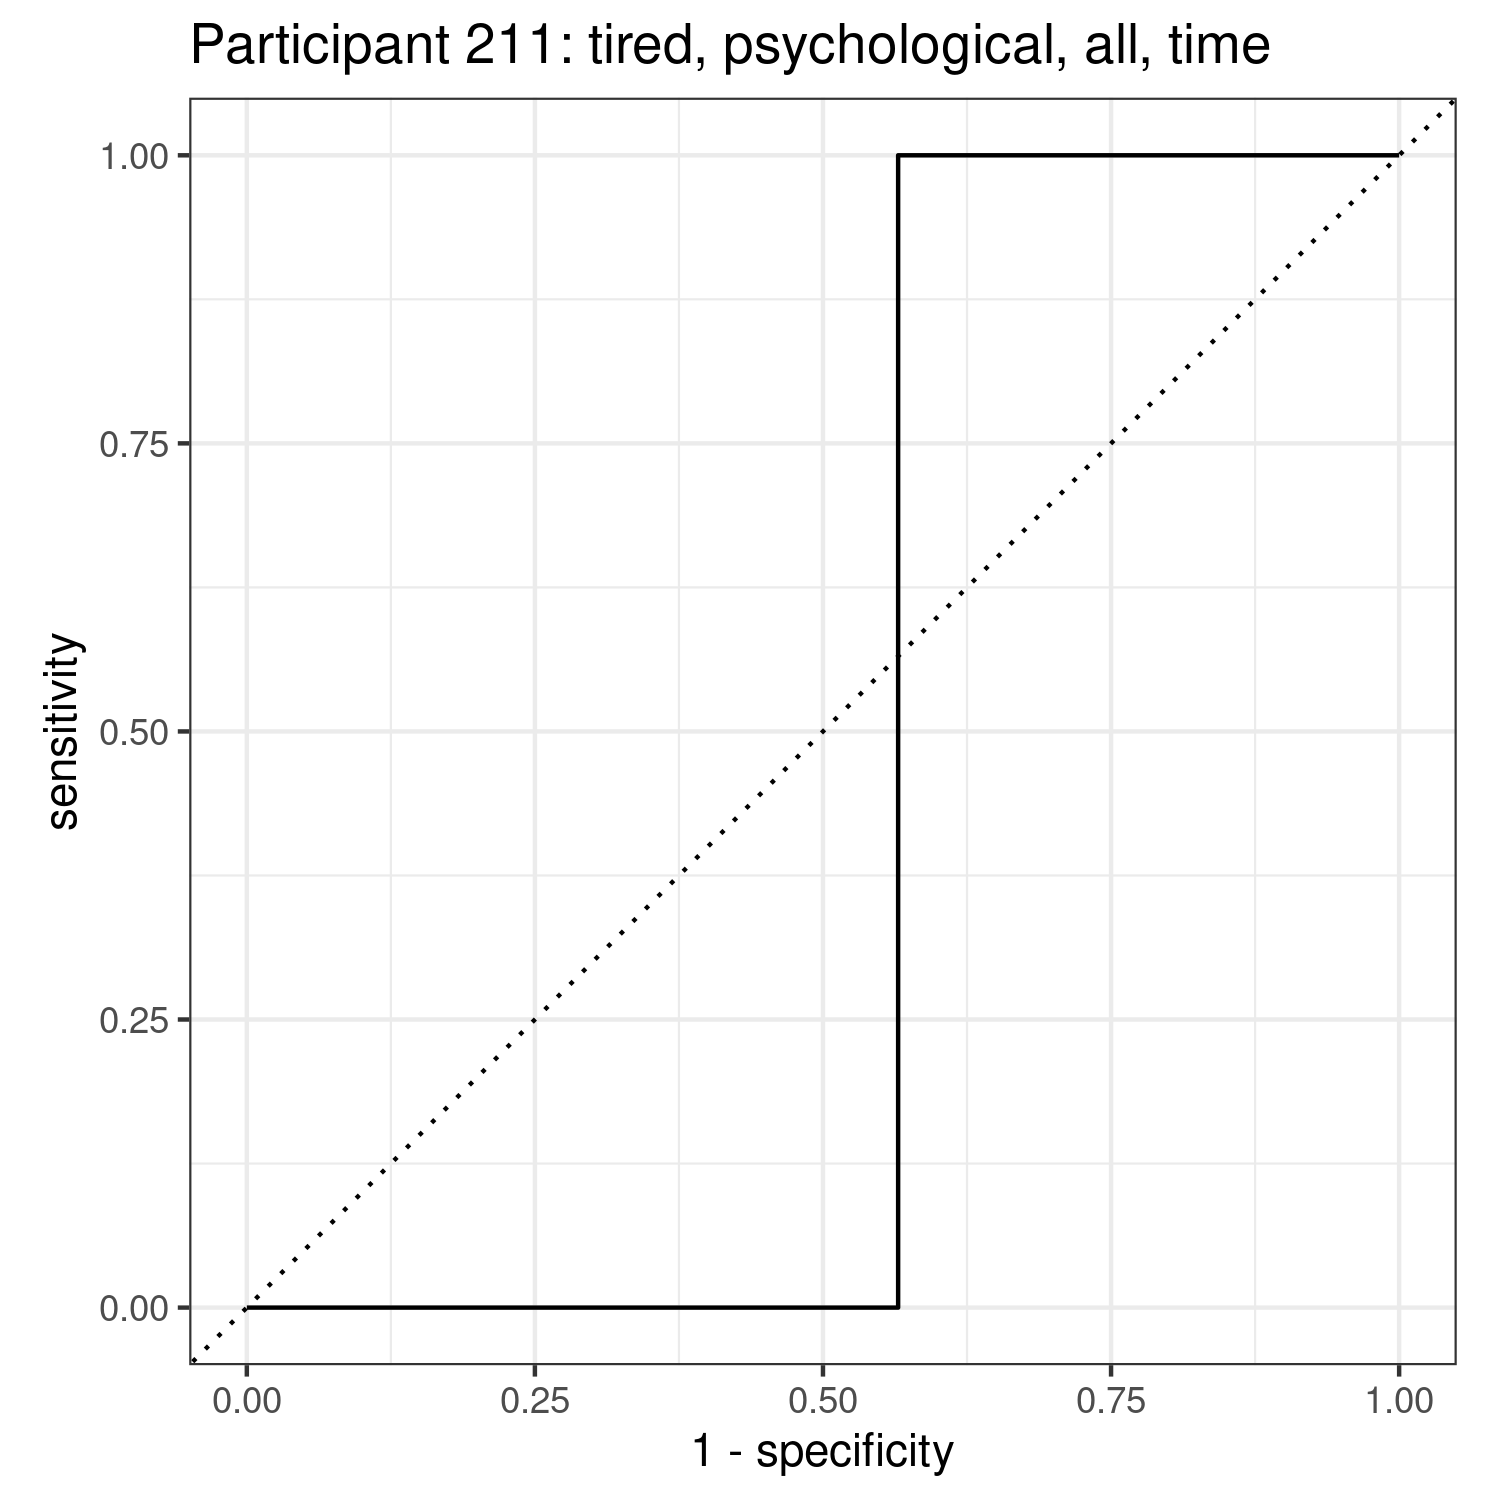 Participant 211: tired, psychological, all, time
1.00
0.75
0.50
0.25
0.00
sensitivity
0.00 0.25 0.50 0.75 1.00
1 - specificity